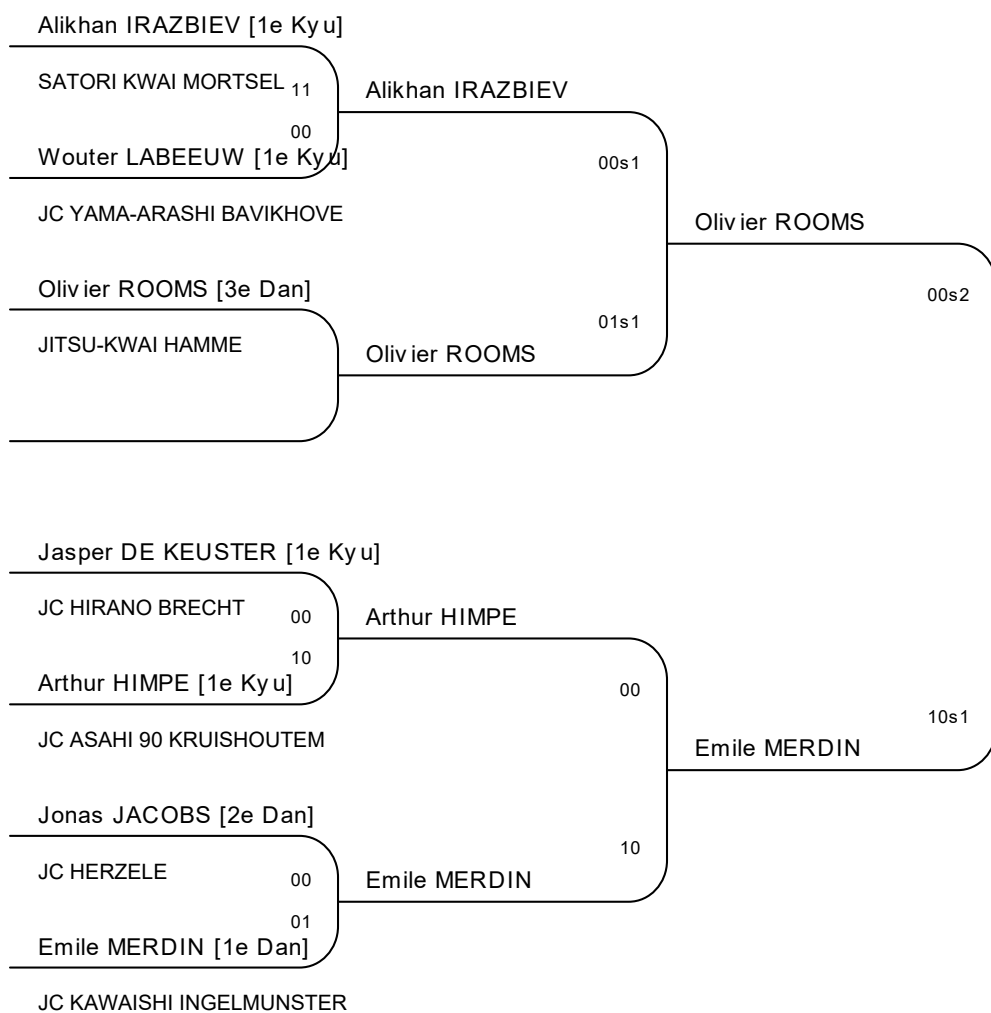 Alikhan IRAZBIEV [1e Kyu]
SATORI KWAI MORTSEL 11
Alikhan IRAZBIEV
00
Wouter LABEEUW [1e Kyu]
00s1
JC YAMA-ARASHI BAVIKHOVE
Olivier ROOMS
Olivier ROOMS [3e Dan]
00s2
01s1
JITSU-KWAI HAMME
Olivier ROOMS
Jasper DE KEUSTER [1e Kyu]
JC HIRANO BRECHT 00
Arthur HIMPE
10
Arthur HIMPE [1e Kyu]
00
10s1
JC ASAHI 90 KRUISHOUTEM
Emile MERDIN
Jonas JACOBS [2e Dan]
10
JC HERZELE 00
Emile MERDIN
01
Emile MERDIN [1e Dan]
JC KAWAISHI INGELMUNSTER